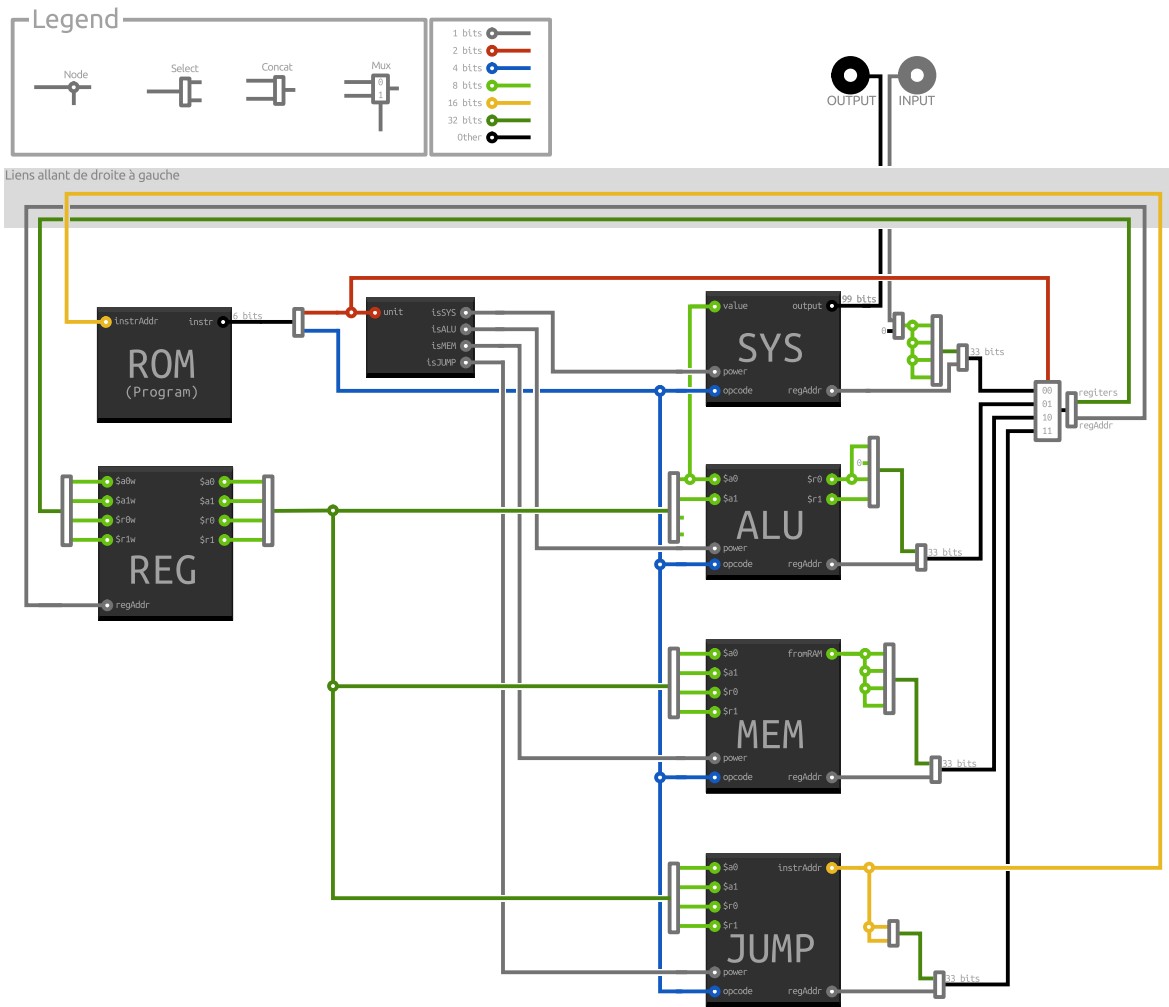 Legend
Node
Select
Concat
Mux
0
1
1 bits
2 bits
4 bits
8 bits
16 bits
32 bits
Other
OUTPUT
INPUT
Liens allant de droite à gauche
instrAddr
instr
6 bits
ROM
(Program)
unit
isSYS
isALU
isMEM
isJUMP
value
output
99 bits
SYS
power
opcode
regAddr
0
33 bits
00
01
10
11
regiters
regAddr
$a0w
$a1w
$r0w
$r1w
$a0
$a1
$r0
$r1
REG
regAddr
$a0
$a1
$r0
$r1
0
ALU
power
opcode
regAddr
33 bits
$a0
$a1
$r0
$r1
fromRAM
MEM
power
opcode
regAddr
33 bits
$a0
$a1
$r0
$r1
instrAddr
JUMP
power
opcode
regAddr
33 bits